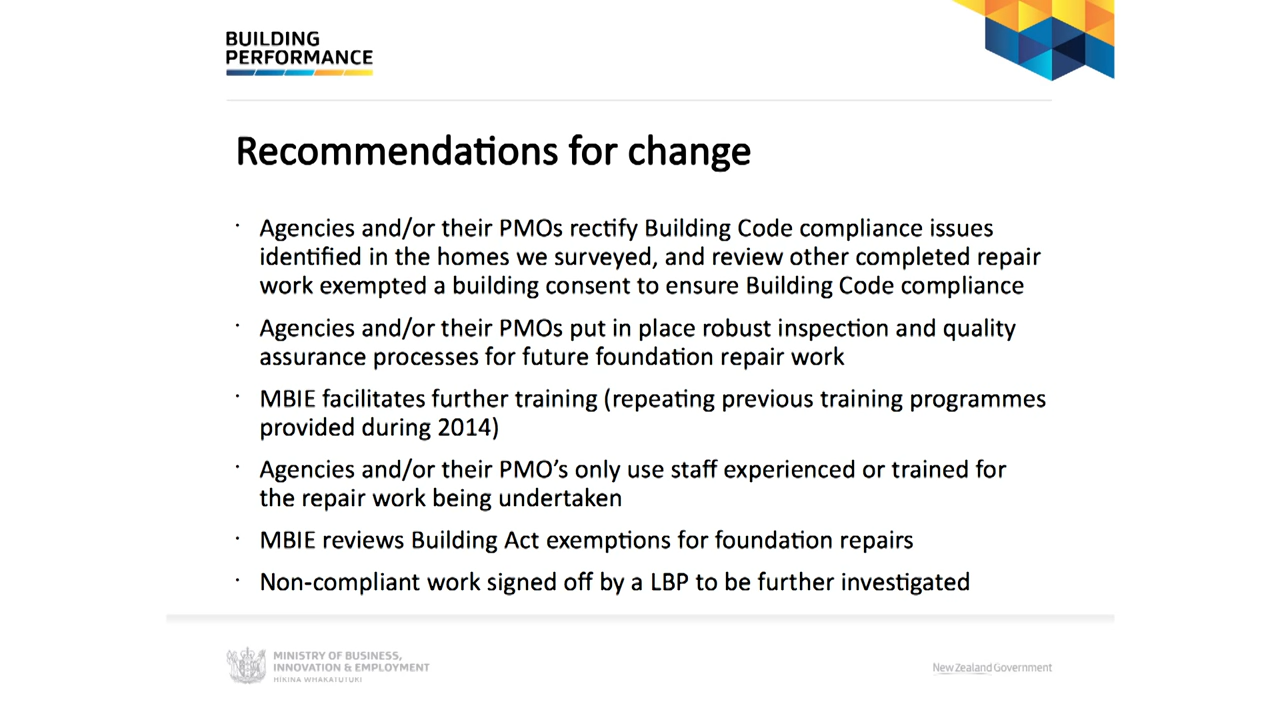 BUILDING
PERFORMANCE
Recommendations for change
· Agencies and/or their PMOs rectify Building Code compliance issues
identified in the homes we surveyed, and review other completed repair
work exempted a building consent to ensure Building Code compliance
· Agencies and/or their PMOs put in place robust inspection and quality
assurance processes for future foundation repair work
· MBIE facilitates further training (repeating previous training programmes
provided during 2014)
· Agencies and/or their PMO’s only use staff experienced or trained for
the repair work being undertaken
· MBIE reviews Building Act exemptions for foundation repairs
· Non-compliant work signed off by a LBP to be further investigated
MINISTRY OF BUSINESS,
INNOVATION & EMPLOYMENT
HĪKINA WHAKATUTUKI
New Zealand Government